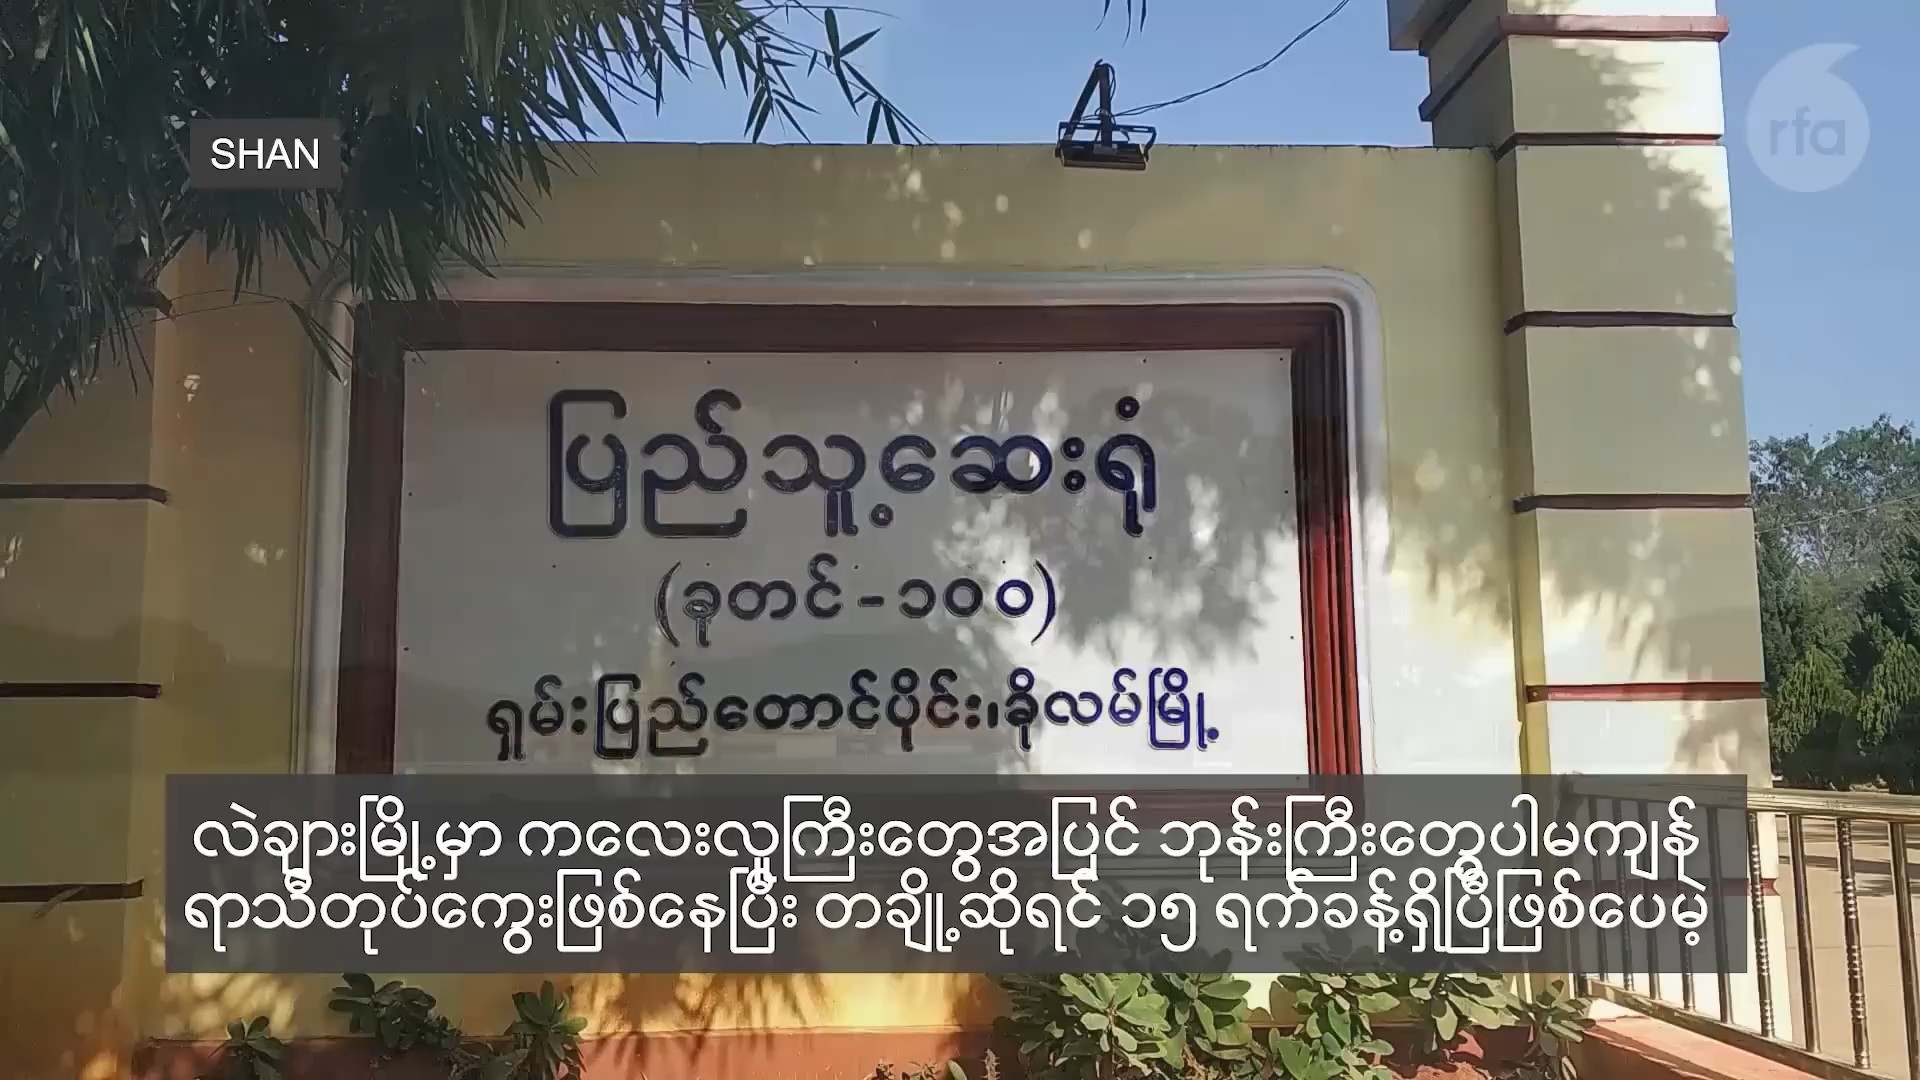 SHAN
rfa
ပြည်သူ့ဆေးရုံ
(ခုတင်-၁၀၀)
ရှမ်းပြည်တောင်ပိုင်း၊ခိုလမ်မြို့
လဲချားမြို့မှာ ကလေးလူကြီးတွေအပြင် ဘုန်းကြီးတွေပါမကျန်
ရာသီတုပ်ကွေးဖြစ်နေပြီး တချို့ဆိုရင် ၁၅ ရက်ခန့်ရှိပြီဖြစ်ပေမဲ့